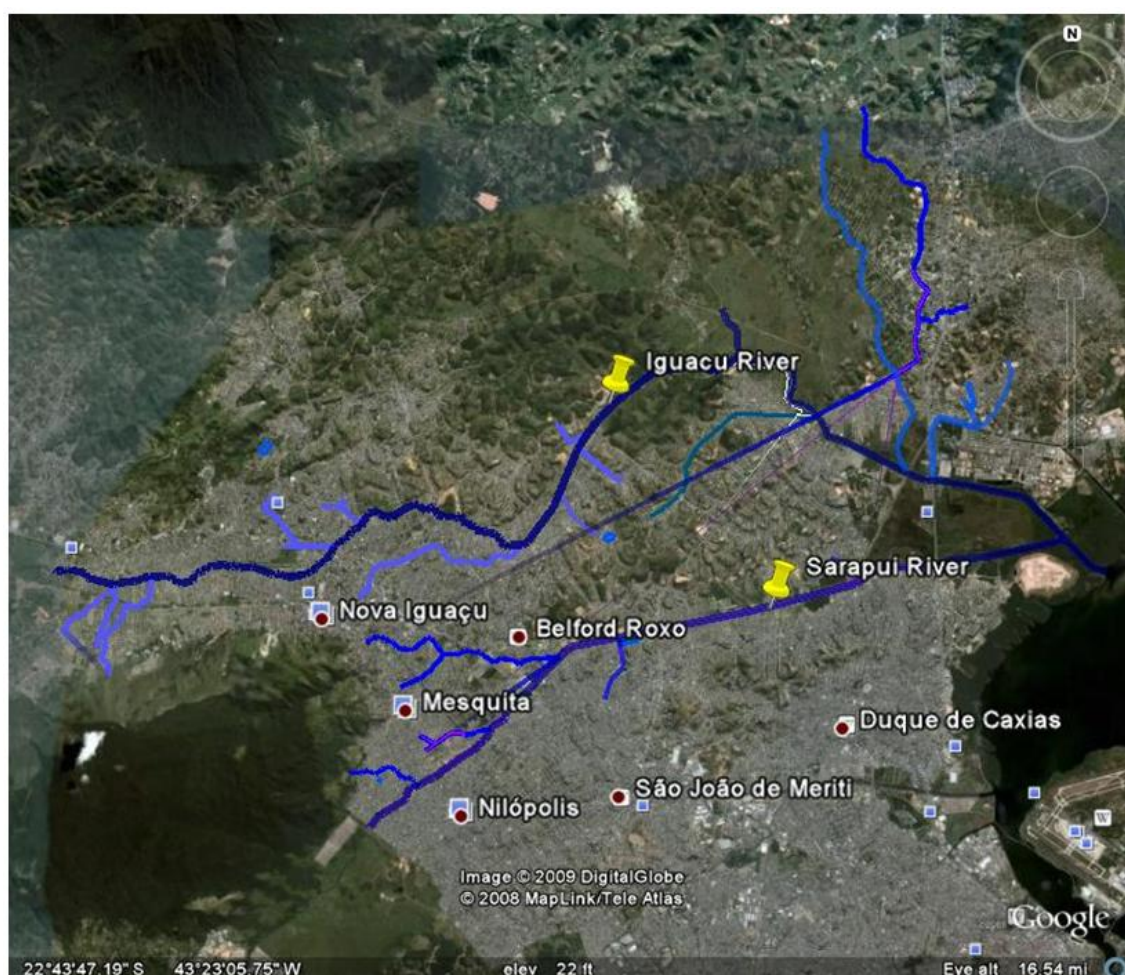 N
Iguacu River
Sarapui River
Nova Iguaçu
Belford Roxo
Mesquita
Duque de Caxias
São João de Meriti
Nilópolis
W
Image © 2009 DigitalGlobe
© 2008 MapLink/Tele Atlas
Google
22°43'47.19" S 43°23'05.75" W elev 22 ft Eye alt 16.54 mi